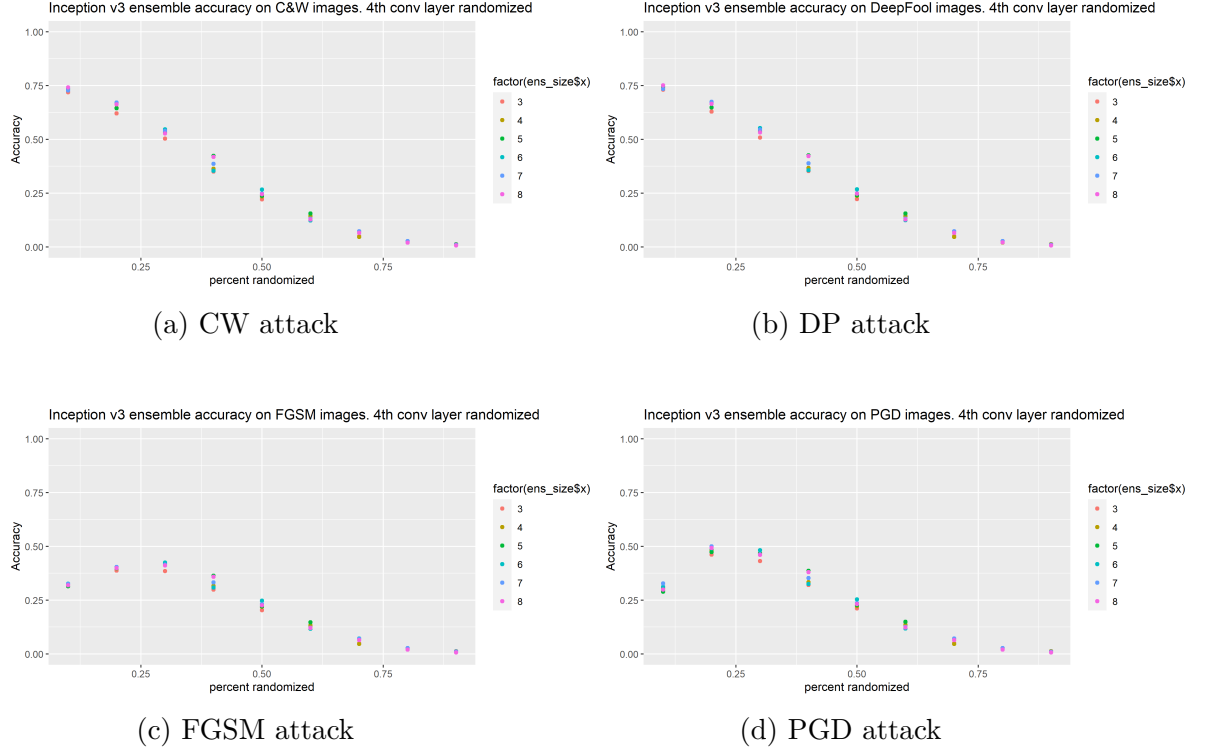 Inception v3 ensemble accuracy on C&W images. 4th conv layer randomized
1.00
0.75
0.50
0.25
0.00
Accuracy
0.25
0.50
0.75
percent randomized
factor(ens_size$x)
3
4
5
6
7
8
(a) CW attack
Inception v3 ensemble accuracy on DeepFool images. 4th conv layer randomized
1.00
0.75
0.50
0.25
0.00
Accuracy
0.25
0.50
0.75
percent randomized
factor(ens_size$x)
3
4
5
6
7
8
(b) DP attack
Inception v3 ensemble accuracy on FGSM images. 4th conv layer randomized
1.00
0.75
0.50
0.25
0.00
Accuracy
0.25
0.50
0.75
percent randomized
factor(ens_size$x)
3
4
5
6
7
8
(c) FGSM attack
Inception v3 ensemble accuracy on PGD images. 4th conv layer randomized
1.00
0.75
0.50
0.25
0.00
Accuracy
0.25
0.50
0.75
percent randomized
factor(ens_size$x)
3
4
5
6
7
8
(d) PGD attack